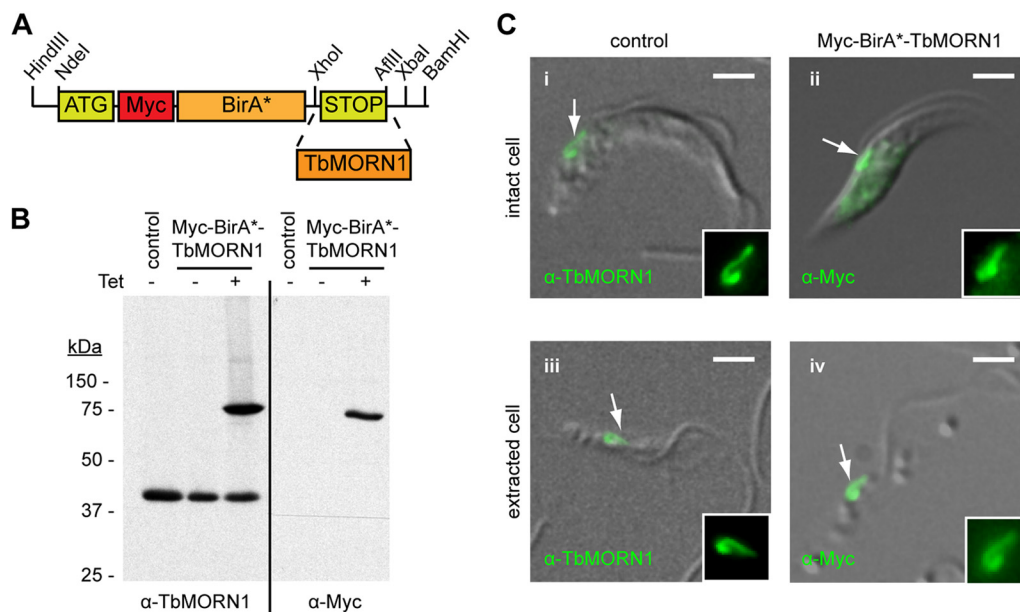 A
HindIII
NdeI
XhoI
AflII
XbaI
BamHI
ATG Myc BirA* STOP
TbMORN1
B
control
Myc-BirA*-
TbMORN1
control
Myc-BirA*-
TbMORN1
Tet - - + - - +
kDa
150 -
75 -
50 -
37 -
25 -
α-TbMORN1 α-Myc
C
control Myc-BirA*-TbMORN1
intact cell
i
α-TbMORN1
ii
α-Myc
extracted cell
iii
α-TbMORN1
iv
α-Myc